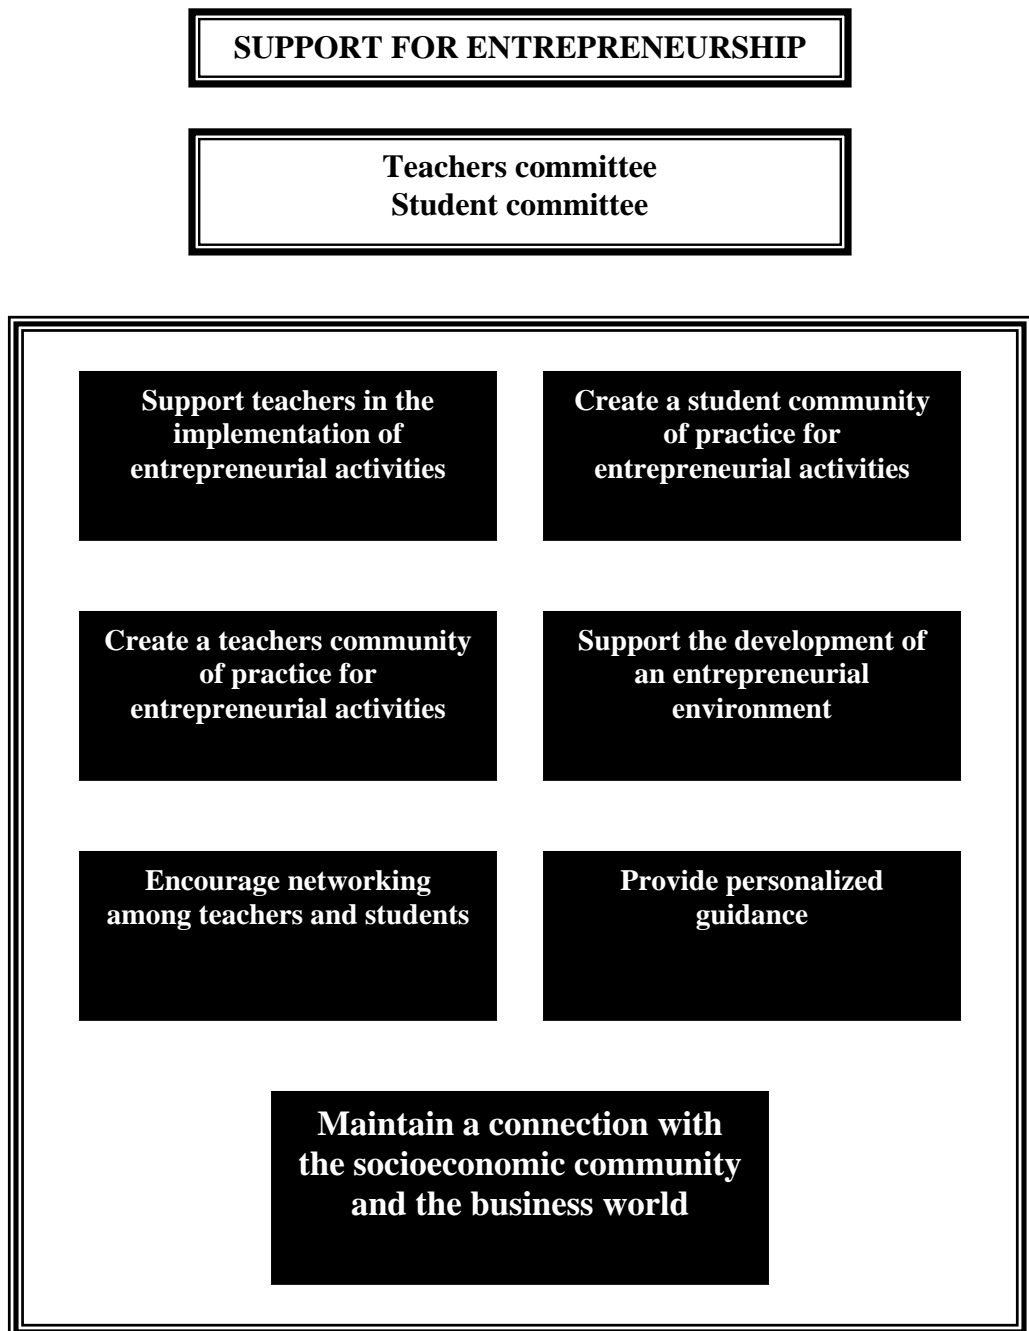 SUPPORT FOR ENTREPRENEURSHIP
Teachers committee
Student committee
Support teachers in the
implementation of
entrepreneurial activities
Create a student community
of practice for
entrepreneurial activities
Create a teachers community
of practice for
entrepreneurial activities
Support the development of
an entrepreneurial
environment
Encourage networking
among teachers and students
Provide personalized
guidance
Maintain a connection with
the socioeconomic community
and the business world